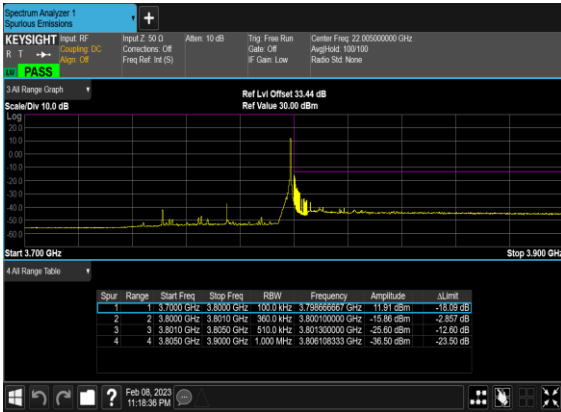 Spectrum Analyzer 1
Spurious Emissions
KEYSIGHT Input: RF Input Z: 50 Ω Atten: 10 dB Trig: Free Run Center Freq: 22.005000000 GHz
R T Coupling: DC Corrections: Off Gate: Off Avg|Hold: 100/100
Align: Off Freq Ref: Int (S) IF Gain: Low Radio Std: None
PASS
3 All Range Graph
Ref Lvl Offset 33.44 dB
Scale/Div 10.0 dB Ref Value 30.00 dBm
Log
20.0
10.0
0.00
-10.0
-20.0
-30.0
-40.0
-50.0
-60.0
Start 3.700 GHz Stop 3.900 GHz
4 All Range Table
Spur Range Start Freq Stop Freq RBW Frequency Amplitude ΔLimit
1 1 3.7000 GHz 3.8000 GHz 100.0 kHz 3.798666667 GHz 11.91 dBm -18.09 dB
2 2 3.8000 GHz 3.8010 GHz 360.0 kHz 3.800100000 GHz -15.86 dBm -2.857 dB
3 3 3.8010 GHz 3.8050 GHz 510.0 kHz 3.801300000 GHz -25.60 dBm -12.60 dB
4 4 3.8050 GHz 3.9000 GHz 1.000 MHz 3.806108333 GHz -36.50 dBm -23.50 dB
Feb 08, 2023
11:18:36 PM